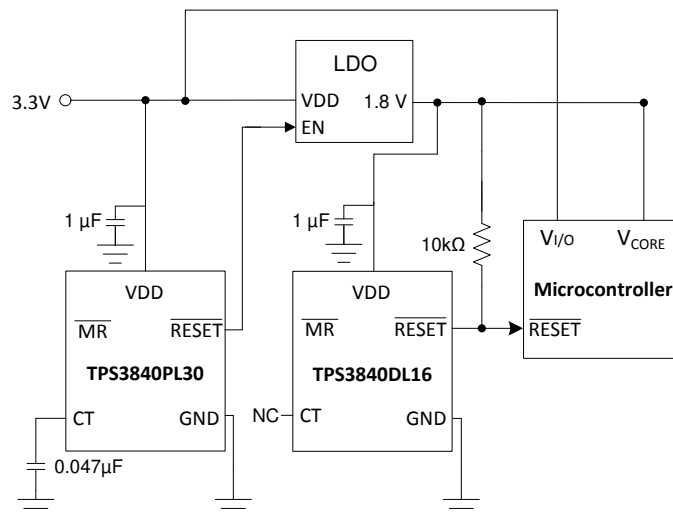 LDO
3.3V
VDD
1.8 V
EN
1 µF
1 µF
10kΩ
VI/O
VCORE
Microcontroller
RESET
VDD
MR
RESET
TPS3840PL30
CT
GND
0.047µF
VDD
MR
RESET
TPS3840DL16
NC
CT
GND